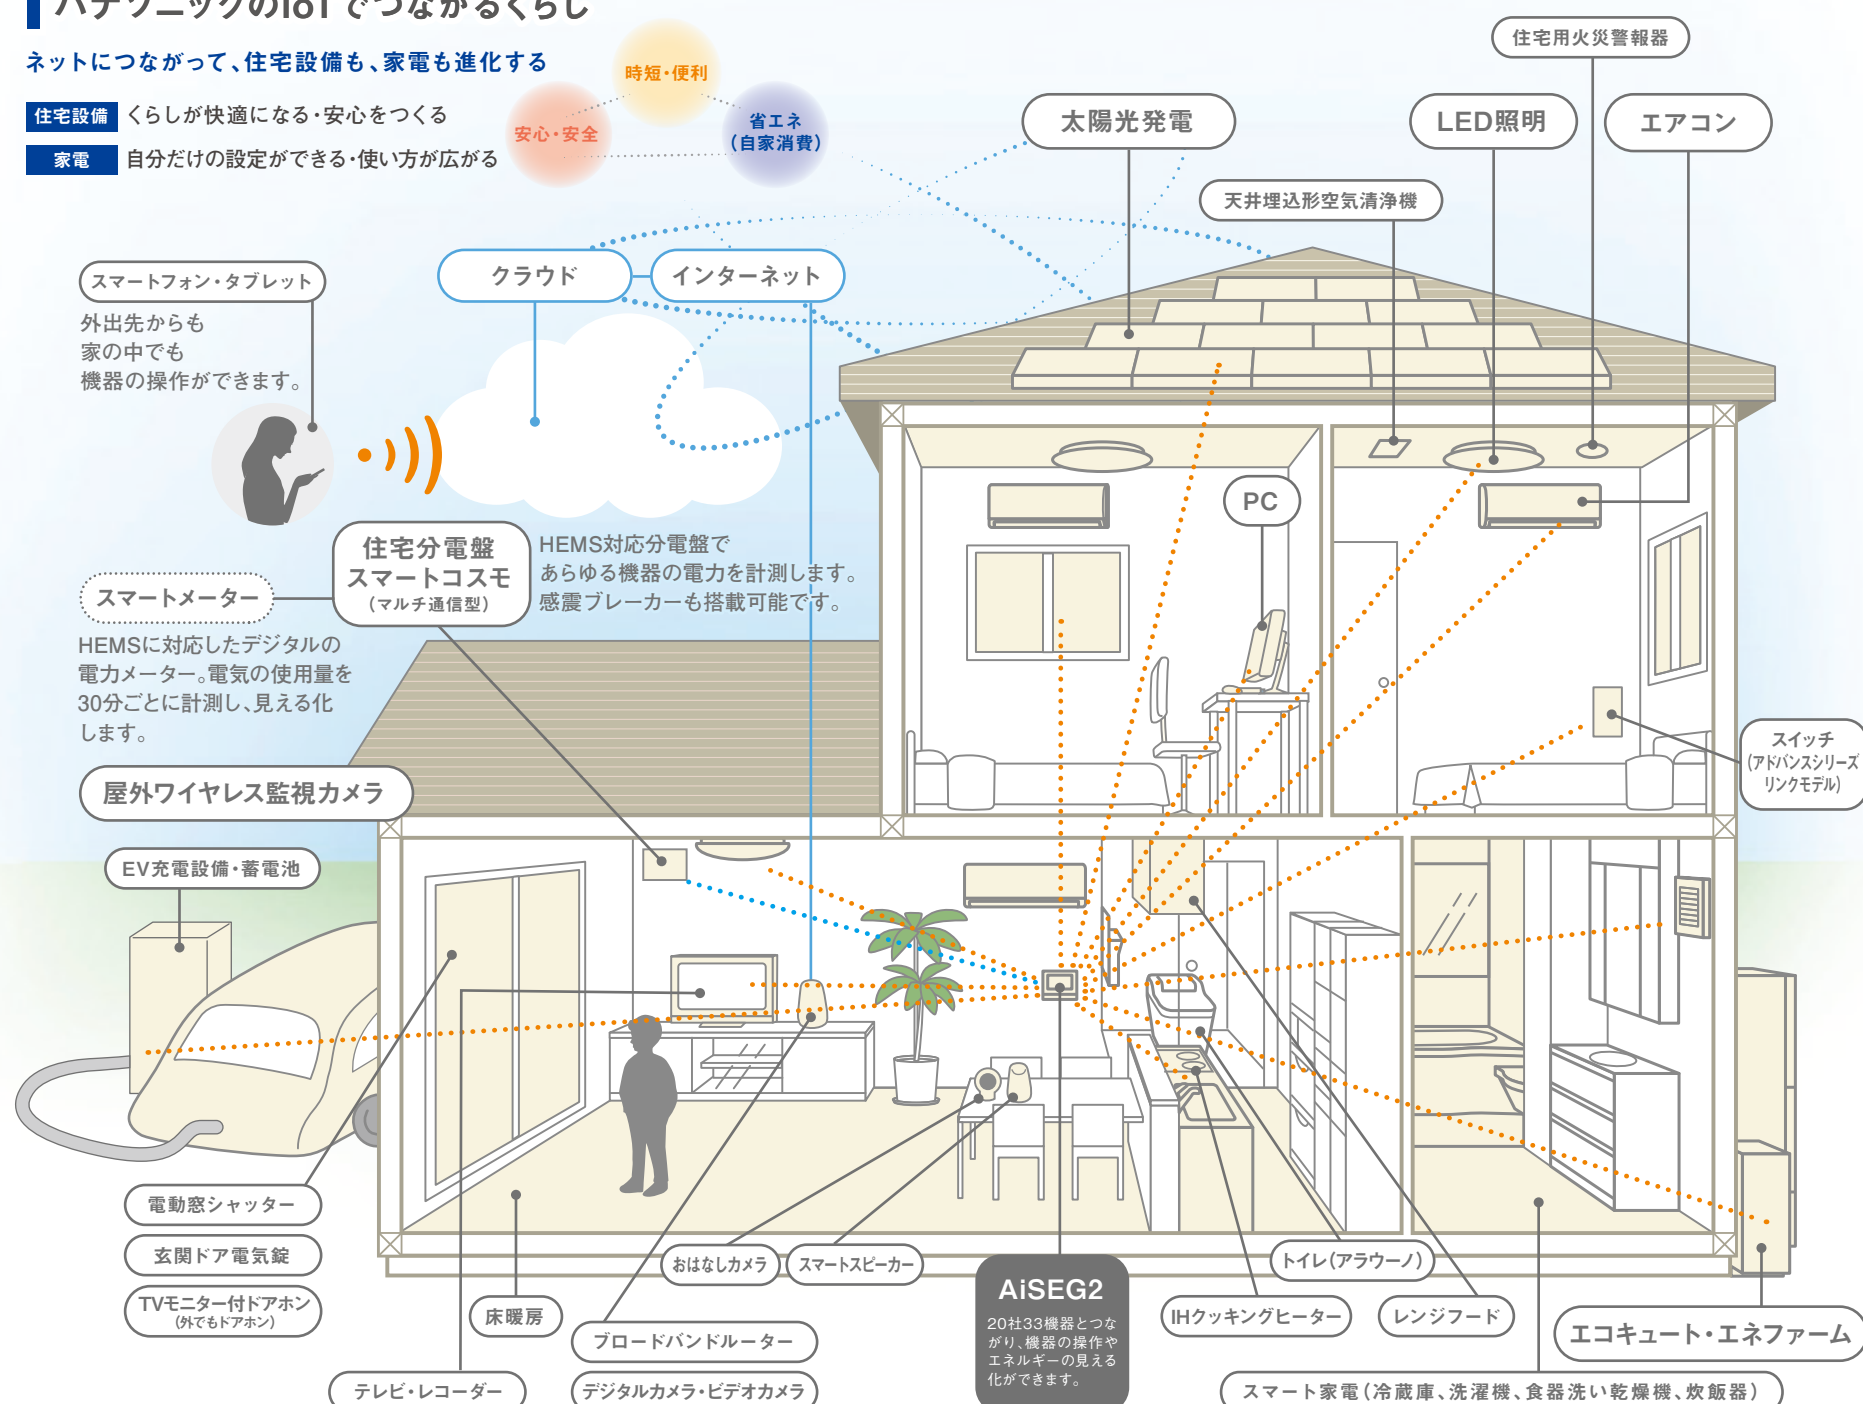 パナソニックのIoTでつながるくらし
ネットにつながって、住宅設備も、家電も進化する
住宅設備 くらしが快適になる・安心をつくる
家電 自分だけの設定ができる・使い方が広がる
時短・便利
安心・安全
省エネ
(自家消費)
住宅用火災警報器
太陽光発電
LED照明
エアコン
天井埋込形空気清浄機
クラウド
インターネット
スマートフォン・タブレット
外出先からも
家の中でも
機器の操作ができます。
PC
住宅分電盤
スマートコスモ
(マルチ通信型)
HEMS対応分電盤で
あらゆる機器の電力を計測します。
感震ブレーカーも搭載可能です。
スマートメーター
HEMSに対応したデジタルの
電力メーター。電気の使用量を
30分ごとに計測し、見える化
します。
スイッチ
(アドバンスシリーズ
リンクモデル)
屋外ワイヤレス監視カメラ
EV充電設備・蓄電池
電動窓シャッター
玄関ドア電気錠
TVモニター付ドアホン
(外でもドアホン)
床暖房
テレビ・レコーダー
おはなしカメラ
スマートスピーカー
ブロードバンドルーター
デジタルカメラ・ビデオカメラ
AiSEG2
20社33機器とつな
がり、機器の操作や
エネルギーの見える
化ができます。
トイレ(アラウーノ)
IHクッキングヒーター
レンジフード
エコキュート・エネファーム
スマート家電(冷蔵庫、洗濯機、食器洗い乾燥機、炊飯器)